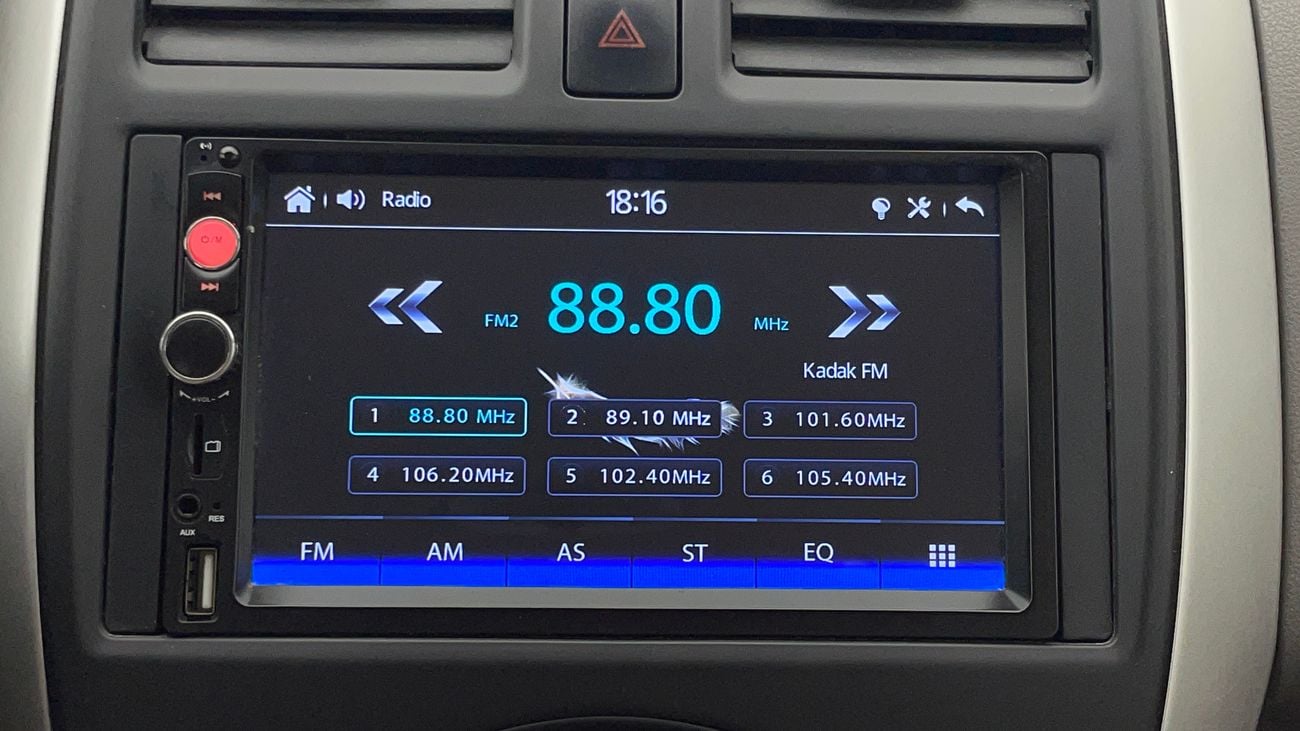 Radio 18:16
FM2 88.80 MHz
Kadak FM
1 88.80 MHz 2 89.10 MHz 3 101.60MHz
4 106.20MHz 5 102.40MHz 6 105.40MHz
FM AM AS ST EQ
⏻/M
+VOL-
RES
AUX